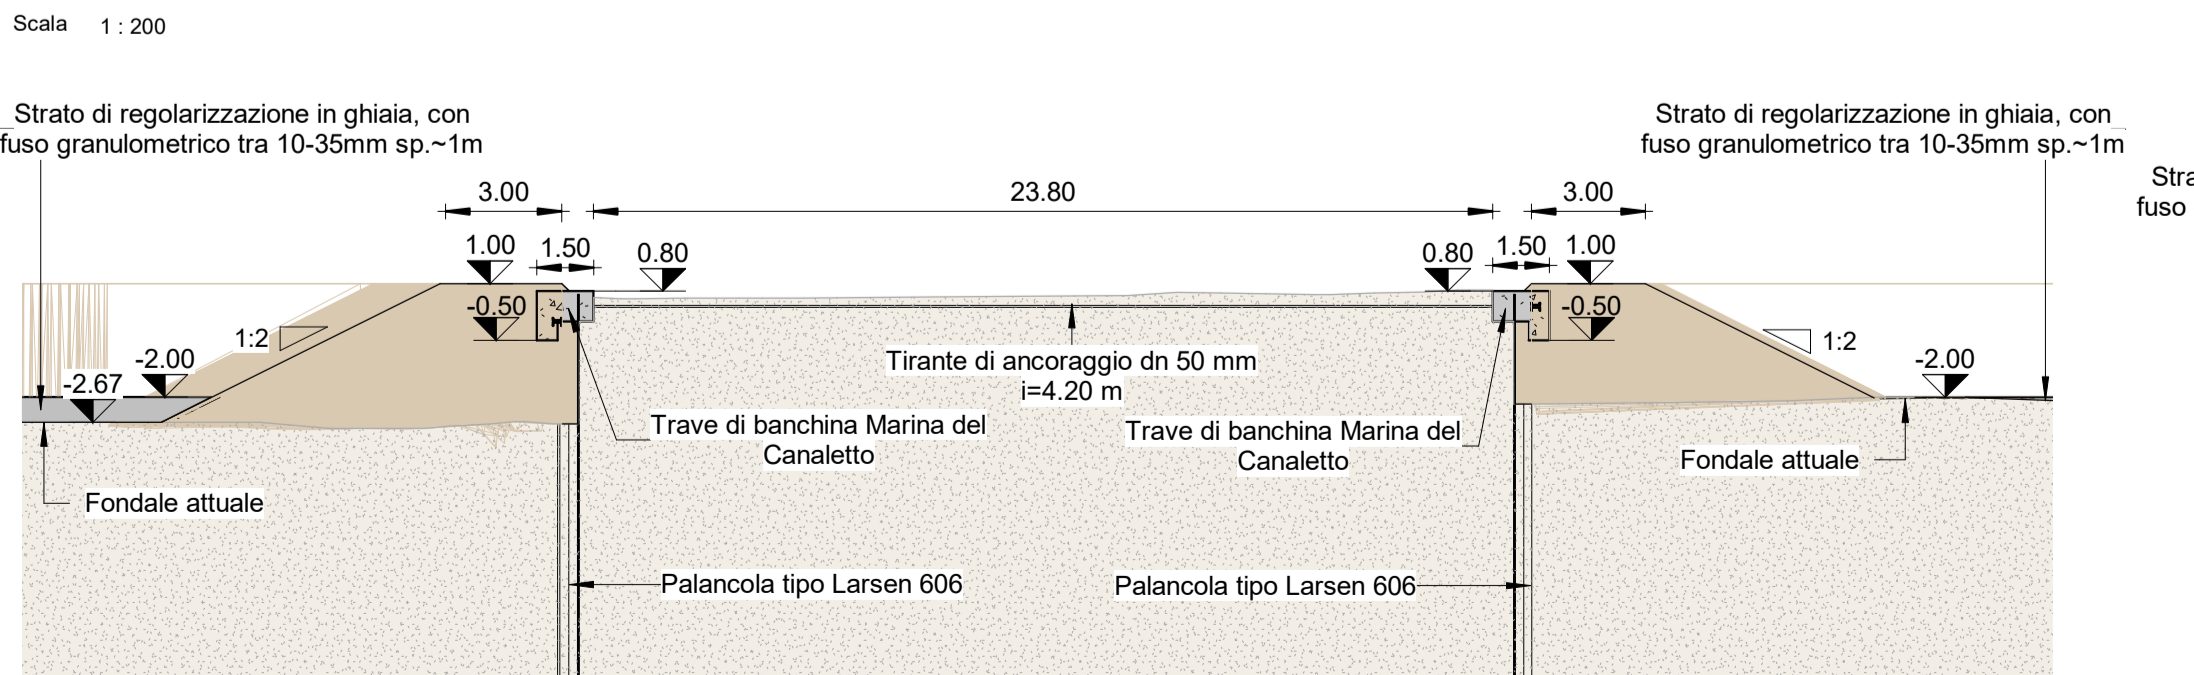 Scala 1 : 200
Strato di regolarizzazione in ghiaia, con
fuso granulometrico tra 10-35mm sp.~1m
Strato di regolarizzazione in ghiaia, con
fuso granulometrico tra 10-35mm sp.~1m
Stra
fuso
3.00
23.80
3.00
1.00
1.50
0.80
0.80
1.50
1.00
-0.50
-0.50
1:2
1:2
-2.00
-2.67
-2.00
Tirante di ancoraggio dn 50 mm
i=4.20 m
Trave di banchina Marina del
Canaletto
Trave di banchina Marina del
Canaletto
Fondale attuale
Fondale attuale
Palancola tipo Larsen 606
Palancola tipo Larsen 606